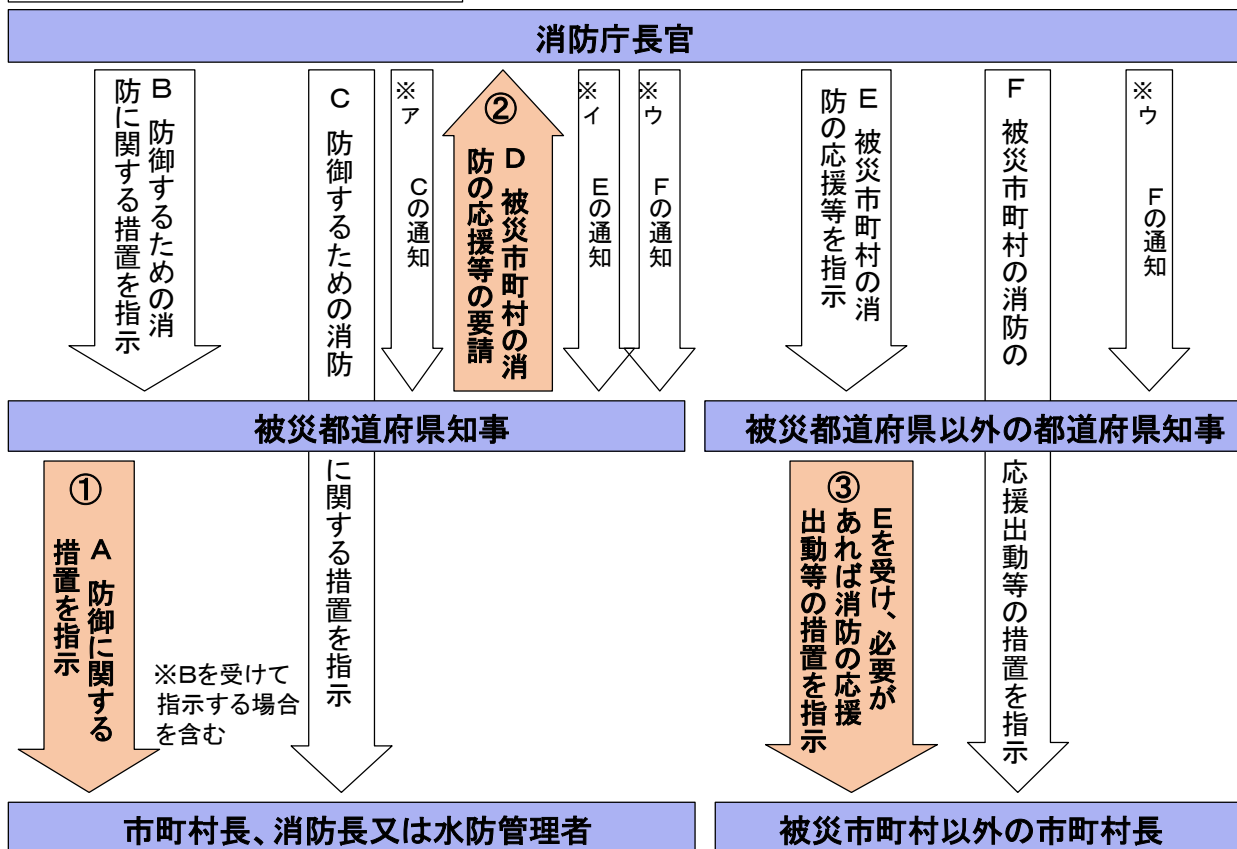 消防庁長官
B 防御するための消
防に関する措置を指示
C 防御するための消防
に関する措置を指示
※ア Cの通知
②
D 被災市町村の消
防の応援等の要請
※イ Eの通知
※ウ Fの通知
E 被災市町村の消
防の応援等を指示
F 被災市町村の消防の
応援出動等の措置を指示
※ウ Fの通知
被災都道府県知事
被災都道府県以外の都道府県知事
①
A 防御に関する
措置を指示
※Bを受けて
指示する場合
を含む
③
Eを受け、必要が
あれば消防の応援
出動等の措置を指示
市町村長、消防長又は水防管理者
被災市町村以外の市町村長